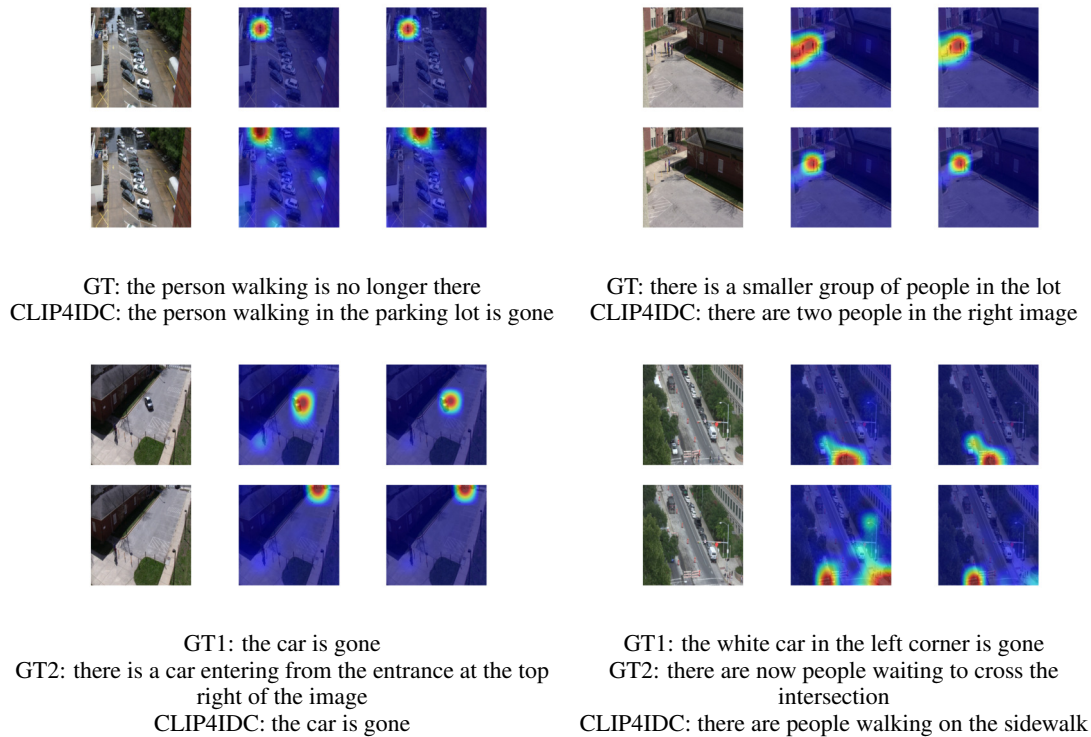 GT: the person walking is no longer there
CLIP4IDC: the person walking in the parking lot is gone
GT: there is a smaller group of people in the lot
CLIP4IDC: there are two people in the right image
GT1: the car is gone
GT2: there is a car entering from the entrance at the top
right of the image
CLIP4IDC: the car is gone
GT1: the white car in the left corner is gone
GT2: there are now people waiting to cross the
intersection
CLIP4IDC: there are people walking on the sidewalk